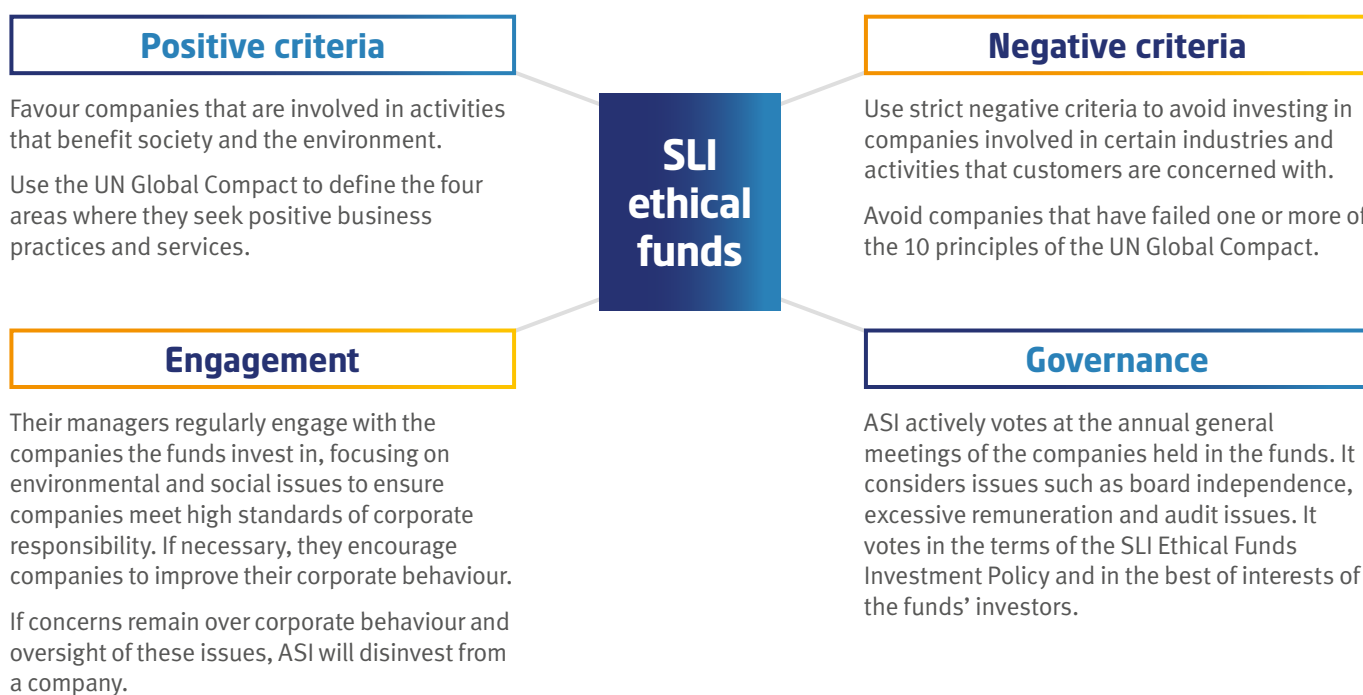 Positive criteria
Favour companies that are involved in activities
that benefit society and the environment.
Use the UN Global Compact to define the four
areas where they seek positive business
practices and services.
SLI
ethical
funds
Negative criteria
Use strict negative criteria to avoid investing in
companies involved in certain industries and
activities that customers are concerned with.
Avoid companies that have failed one or more of
the 10 principles of the UN Global Compact.
Engagement
Their managers regularly engage with the
companies the funds invest in, focusing on
environmental and social issues to ensure
companies meet high standards of corporate
responsibility. If necessary, they encourage
companies to improve their corporate behaviour.
If concerns remain over corporate behaviour and
oversight of these issues, ASI will disinvest from
a company.
Governance
ASI actively votes at the annual general
meetings of the companies held in the funds. It
considers issues such as board independence,
excessive remuneration and audit issues. It
votes in the terms of the SLI Ethical Funds
Investment Policy and in the best of interests of
the funds’ investors.